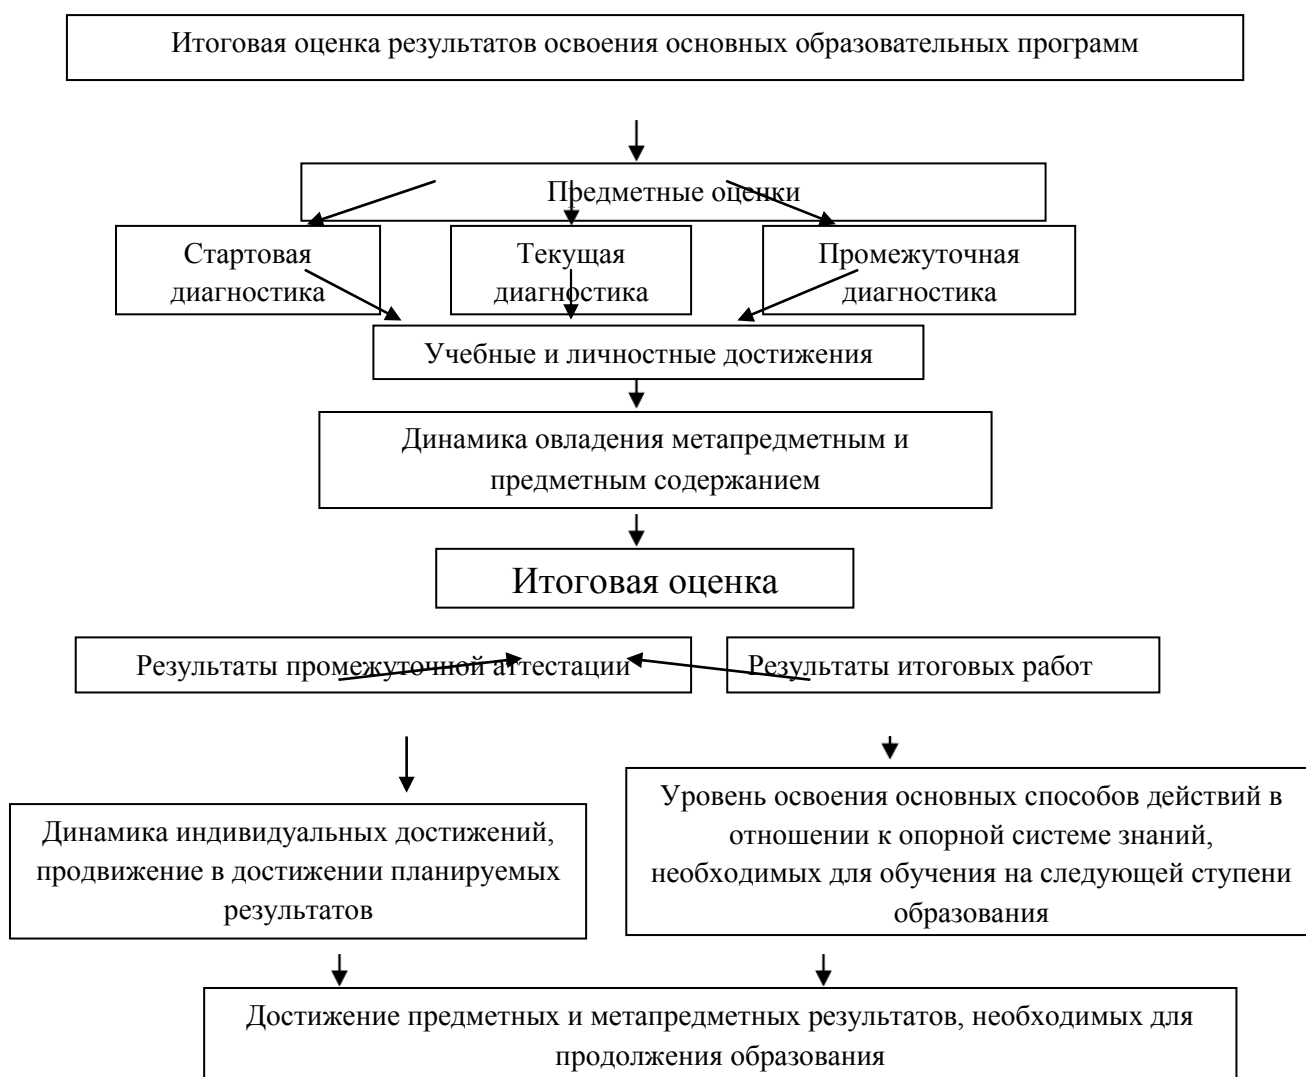 Итоговая оценка результатов освоения основных образовательных программ
Предметные оценки
Стартовая
диагностика
Текущая
диагностика
Промежуточная
диагностика
Учебные и личностные достижения
Динамика овладения метапредметным и
предметным содержанием
Итоговая оценка
Результаты промежуточной аттестации
Результаты итоговых работ
Динамика индивидуальных достижений,
продвижение в достижении планируемых
результатов
Уровень освоения основных способов действий в
отношении к опорной системе знаний,
необходимых для обучения на следующей ступени
образования
Достижение предметных и метапредметных результатов, необходимых для
продолжения образования